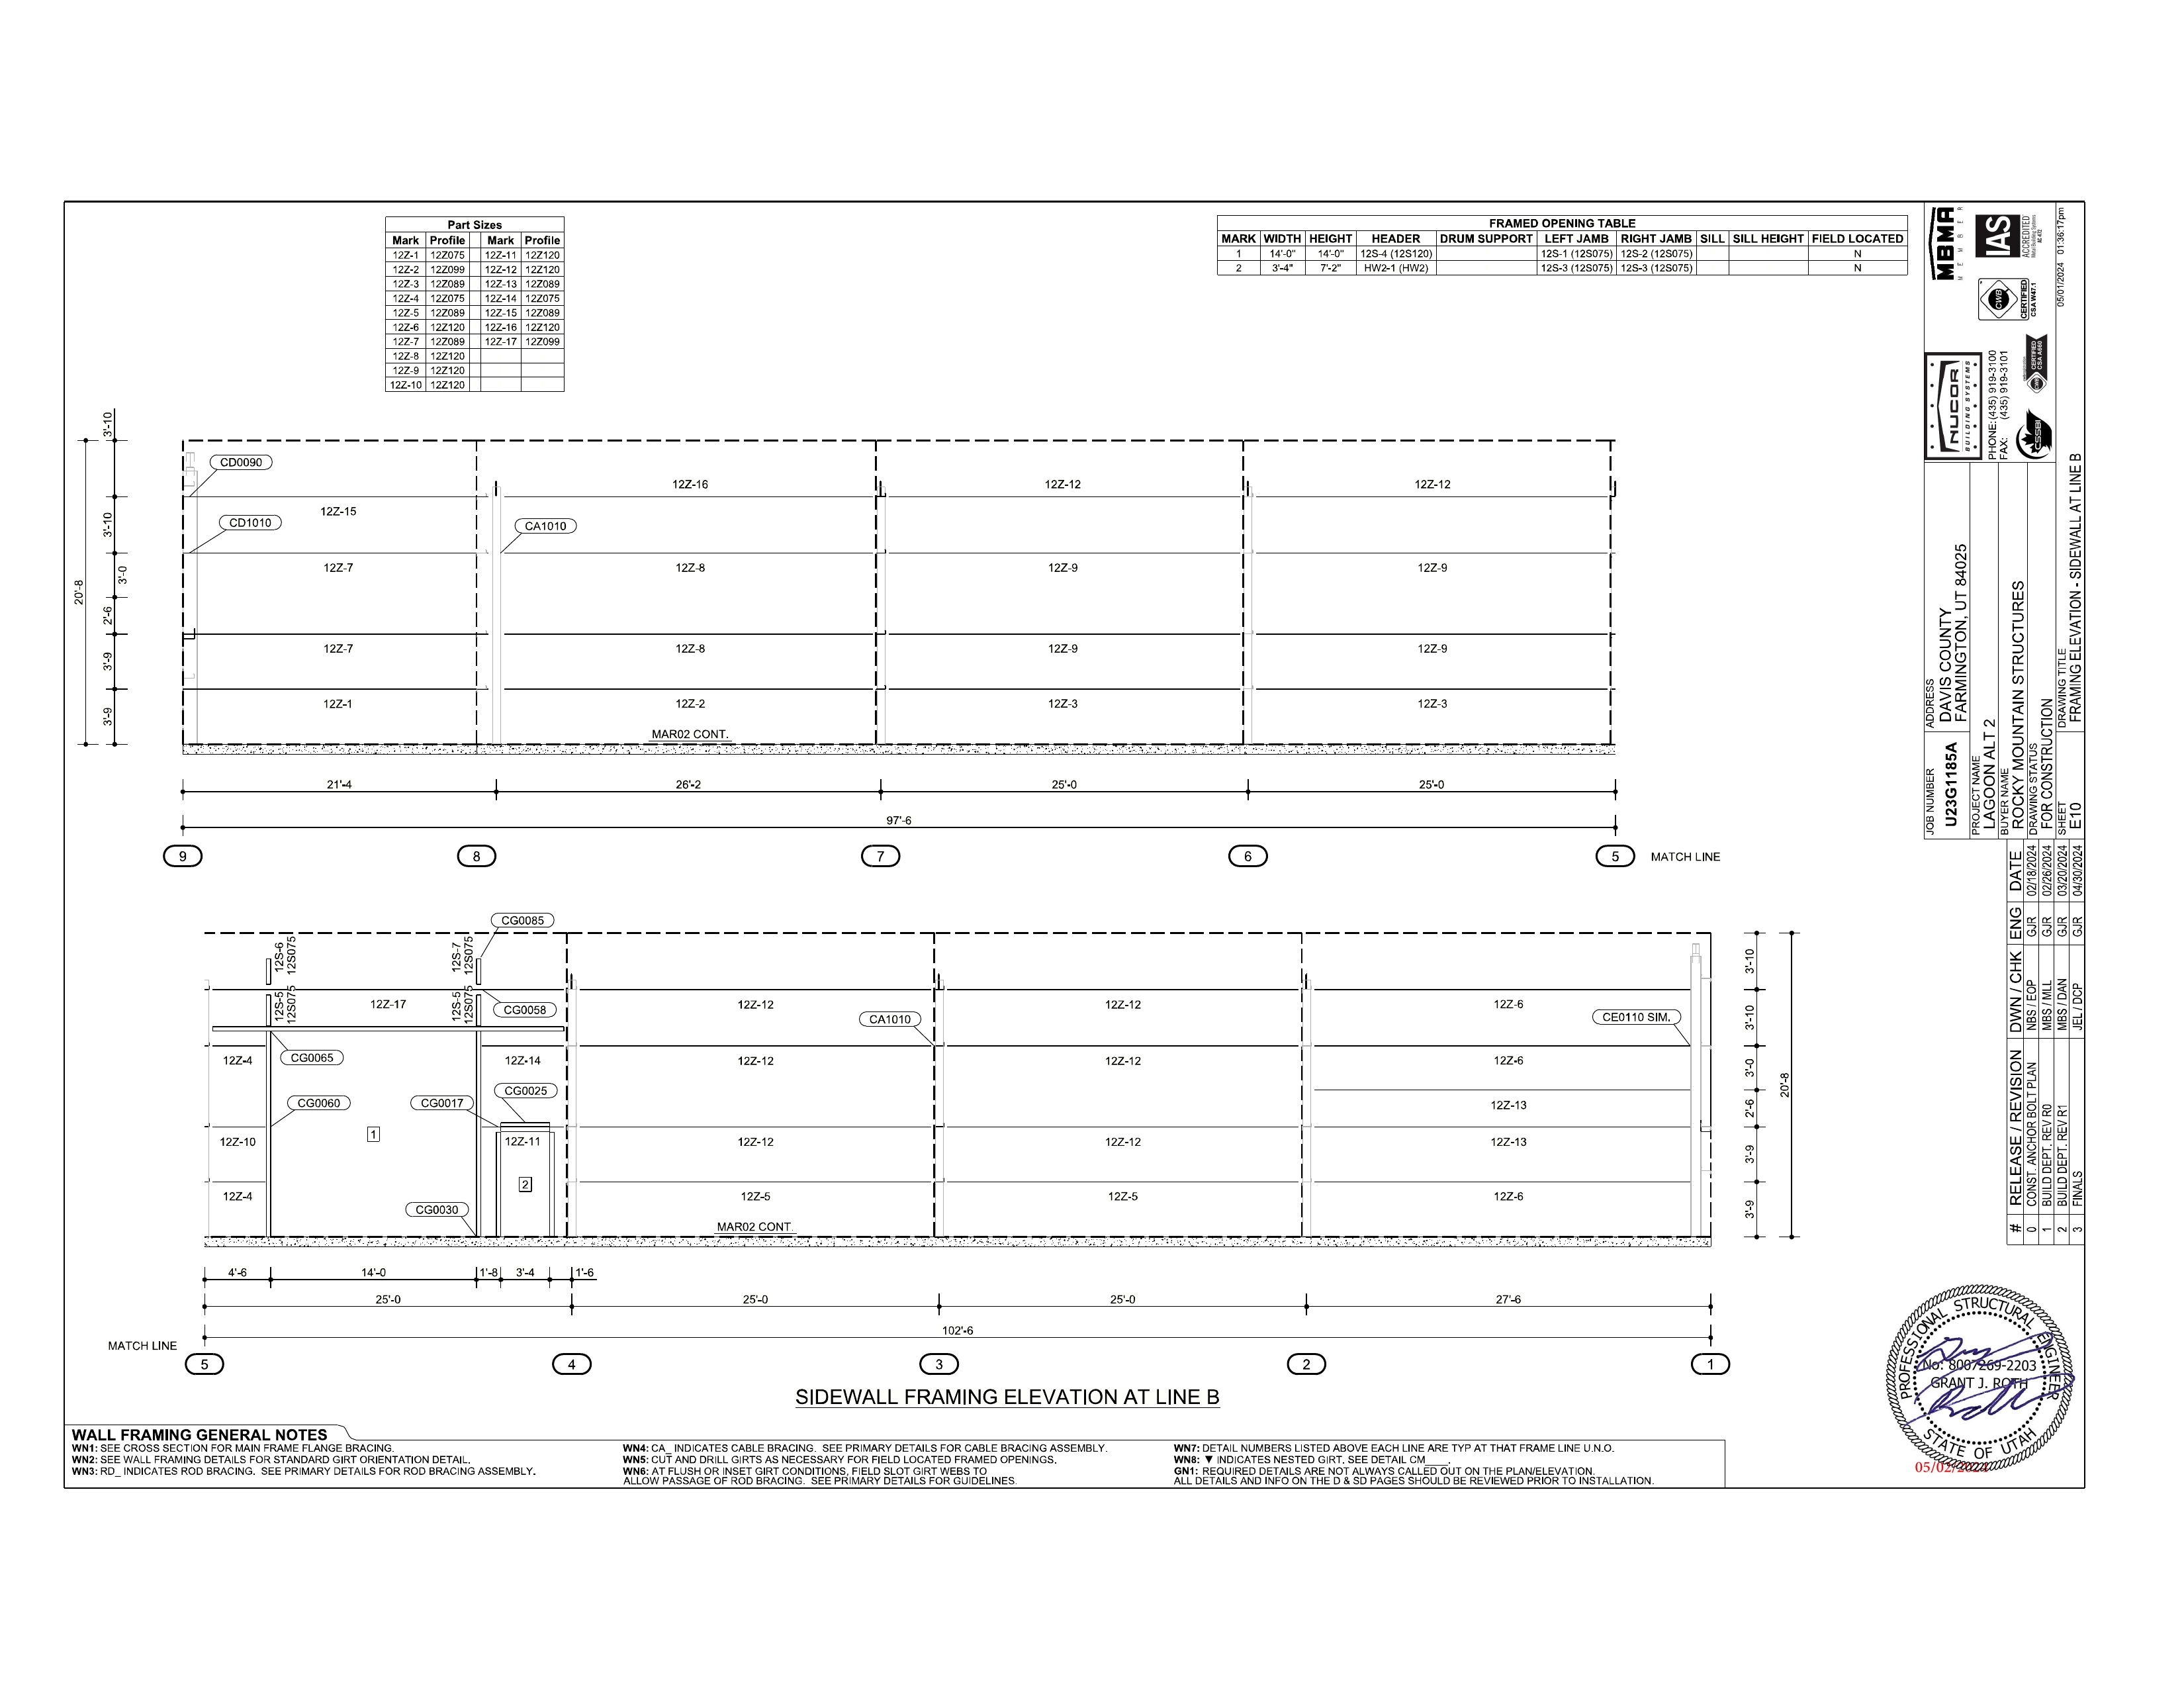 Part Sizes
Mark Profile Mark Profile
12Z-1 12Z075 12Z-11 12Z120
12Z-2 12Z099 12Z-12 12Z120
12Z-3 12Z089 12Z-13 12Z089
12Z-4 12Z075 12Z-14 12Z075
12Z-5 12Z089 12Z-15 12Z089
12Z-6 12Z120 12Z-16 12Z120
12Z-7 12Z089 12Z-17 12Z099
12Z-8 12Z120
12Z-9 12Z120
12Z-10 12Z120
FRAMED OPENING TABLE
MARK WIDTH HEIGHT HEADER DRUM SUPPORT LEFT JAMB RIGHT JAMB SILL SILL HEIGHT FIELD LOCATED
1 14'-0" 14'-0" 12S-4 (12S120) 12S-1 (12S075) 12S-2 (12S075) N
2 3'-4" 7'-2" HW2-1 (HW2) 12S-3 (12S075) 12S-3 (12S075) N
20'-8
3'-10
3'-10
3'-0
2'-6
3'-9
3'-9
CD0090
12Z-16 12Z-12 12Z-12
12Z-15
CD1010
CA1010
12Z-7 12Z-8 12Z-9 12Z-9
12Z-7 12Z-8 12Z-9 12Z-9
12Z-1 12Z-2 12Z-3 12Z-3
MAR02 CONT.
21'-4 26'-2 25'-0 25'-0
97'-6
9 8 7 6 5 MATCH LINE
CG0085
12S-6
12S075
12S-7
12S075
12S-5
12S075
12S-5
12S075
12Z-17 12Z-12 12Z-12 12Z-6
CG0058
CA1010
CE0110 SIM.
CG0065
12Z-4 12Z-14 12Z-12 12Z-12 12Z-6
CG0025
CG0060 CG0017
12Z-13
1
12Z-10 12Z-11 12Z-12 12Z-12 12Z-13
2
12Z-4 12Z-5 12Z-5 12Z-6
CG0030
MAR02 CONT.
3'-10
3'-10
3'-0
2'-6
3'-9
3'-9
20'-8
4'-6 14'-0 1'-8 3'-4 1'-6
25'-0 25'-0 25'-0 27'-6
102'-6
MATCH LINE
5 4 3 2 1
SIDEWALL FRAMING ELEVATION AT LINE B
WALL FRAMING GENERAL NOTES
WN1: SEE CROSS SECTION FOR MAIN FRAME FLANGE BRACING.
WN2: SEE WALL FRAMING DETAILS FOR STANDARD GIRT ORIENTATION DETAIL.
WN3: RD_ INDICATES ROD BRACING. SEE PRIMARY DETAILS FOR ROD BRACING ASSEMBLY.
WN4: CA_ INDICATES CABLE BRACING. SEE PRIMARY DETAILS FOR CABLE BRACING ASSEMBLY.
WN5: CUT AND DRILL GIRTS AS NECESSARY FOR FIELD LOCATED FRAMED OPENINGS.
WN6: AT FLUSH OR INSET GIRT CONDITIONS, FIELD SLOT GIRT WEBS TO
ALLOW PASSAGE OF ROD BRACING. SEE PRIMARY DETAILS FOR GUIDELINES.
WN7: DETAIL NUMBERS LISTED ABOVE EACH LINE ARE TYP AT THAT FRAME LINE U.N.O.
WN8: ▼ INDICATES NESTED GIRT, SEE DETAIL CM____.
GN1: REQUIRED DETAILS ARE NOT ALWAYS CALLED OUT ON THE PLAN/ELEVATION.
ALL DETAILS AND INFO ON THE D & SD PAGES SHOULD BE REVIEWED PRIOR TO INSTALLATION.
MBMA
MEMBER
IAS
ACCREDITED
Metal Building Systems
AC 472
CWB
CERTIFIED
CSA W47.1
CERTIFIED
CSA A660
CSSBI
NUCOR
BUILDING SYSTEMS
PHONE: (435) 919-3100
FAX: (435) 919-3101
05/01/2024 01:36:17pm
JOB NUMBER
U23G1185A
ADDRESS
DAVIS COUNTY
FARMINGTON, UT 84025
PROJECT NAME
LAGOON ALT 2
BUYER NAME
ROCKY MOUNTAIN STRUCTURES
DRAWING STATUS
FOR CONSTRUCTION
SHEET
E10
DRAWING TITLE
FRAMING ELEVATION - SIDEWALL AT LINE B
# RELEASE / REVISION DWN / CHK ENG DATE
0 CONST. ANCHOR BOLT PLAN NBS / EOP GJR 02/18/2024
1 BUILD DEPT. REV R0 MBS / MLL GJR 02/26/2024
2 BUILD DEPT. REV R1 MBS / DAN GJR 03/20/2024
3 FINALS JEL / DCP GJR 04/30/2024
PROFESSIONAL STRUCTURAL ENGINEER
No: 8067269-2203
GRANT J. ROTH
STATE OF UTAH
05/02/2024